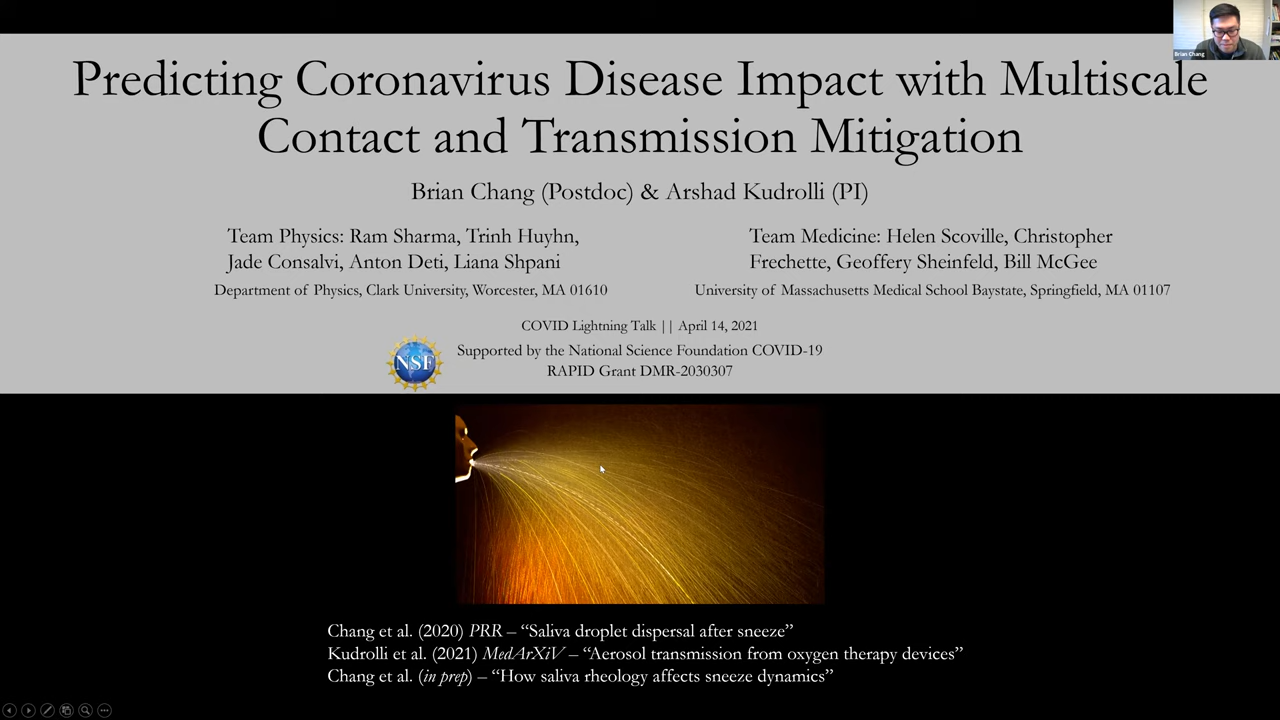 Brian Chang
Predicting Coronavirus Disease Impact with Multiscale
Contact and Transmission Mitigation
Brian Chang (Postdoc) & Arshad Kudrolli (PI)
Team Physics: Ram Sharma, Trinh Huyhn,
Jade Consalvi, Anton Deti, Liana Shpani
Department of Physics, Clark University, Worcester, MA 01610
Team Medicine: Helen Scoville, Christopher
Frechette, Geoffery Sheinfeld, Bill McGee
University of Massachusetts Medical School Baystate, Springfield, MA 01107
COVID Lightning Talk || April 14, 2021
NSF
Supported by the National Science Foundation COVID-19
RAPID Grant DMR-2030307
Chang et al. (2020) PRR – “Saliva droplet dispersal after sneeze”
Kudrolli et al. (2021) MedArXiV – “Aerosol transmission from oxygen therapy devices”
Chang et al. (in prep) – “How saliva rheology affects sneeze dynamics”